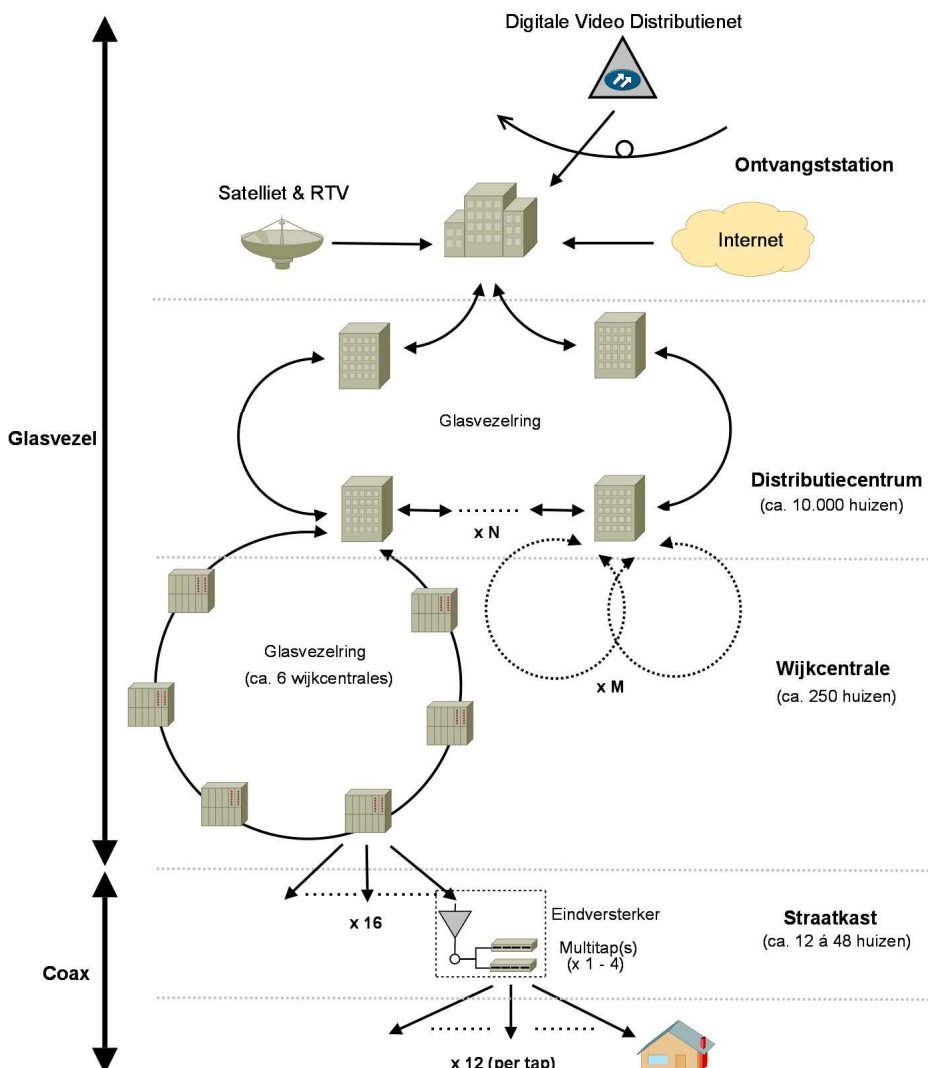 Digitale Video Distributienet
Ontvangststation
Satelliet & RTV
Internet
Glasvezelring
Glasvezel
Distributiecentrum
(ca. 10.000 huizen)
x N
Glasvezelring
(ca. 6 wijkcentrales)
Wijkcentrale
(ca. 250 huizen)
x M
x 16
Eindversterker
Multitap(s)
(x 1 - 4)
Straatkast
(ca. 12 á 48 huizen)
Coax
x 12 (per tap)